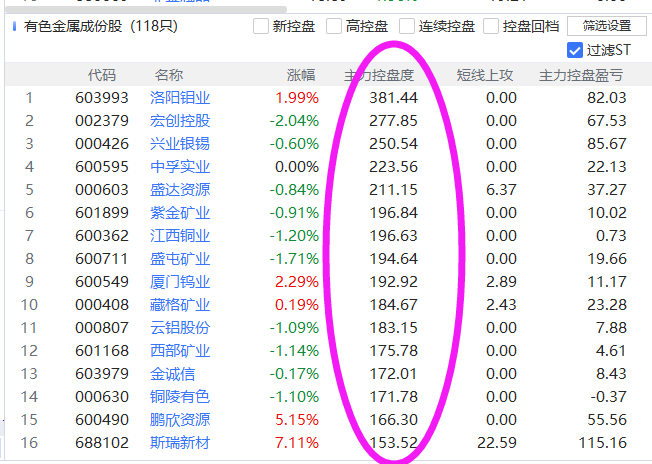 有色金属成份股（118只） 新控盘 高控盘 连续控盘 控盘回档 筛选设置
过滤ST
代码 名称 涨幅 主力控盘度 短线上攻 主力控盘盈亏
1 603993 洛阳钼业 1.99% 381.44 0.00 82.03
2 002379 宏创控股 -2.04% 277.85 0.00 67.53
3 000426 兴业银锡 -0.60% 250.54 0.00 85.67
4 600595 中孚实业 0.00% 223.56 0.00 22.13
5 000603 盛达资源 -0.84% 211.15 6.37 37.27
6 601899 紫金矿业 -0.91% 196.84 0.00 10.02
7 600362 江西铜业 -1.20% 196.63 0.00 0.73
8 600711 盛屯矿业 -1.71% 194.64 0.00 19.66
9 600549 厦门钨业 2.29% 192.92 2.89 11.17
10 000408 藏格矿业 0.19% 184.67 2.43 23.28
11 000807 云铝股份 -1.09% 183.15 0.00 7.88
12 601168 西部矿业 -1.14% 175.78 0.00 4.61
13 603979 金诚信 -0.17% 172.01 0.00 8.43
14 000630 铜陵有色 -1.10% 171.78 0.00 -0.37
15 600490 鹏欣资源 5.15% 166.30 0.00 55.56
16 688102 斯瑞新材 7.11% 153.52 22.59 115.16